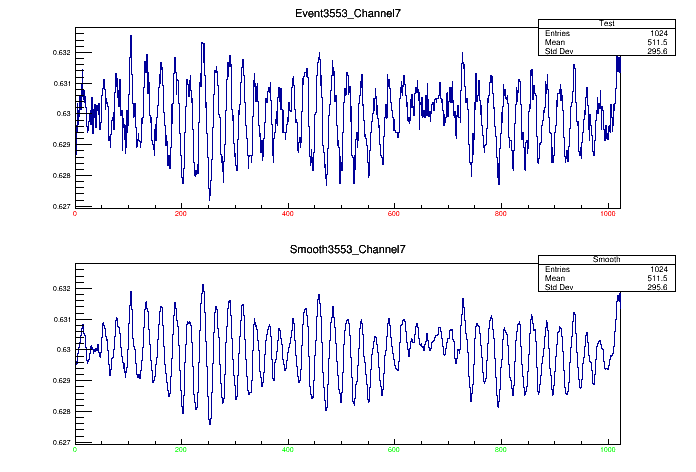 Event3553_Channel7
Test
Entries 1024
Mean 511.5
Std Dev 295.6
0.632
0.631
0.63
0.629
0.628
0.627
0 200 400 600 800 1000
Smooth3553_Channel7
Smooth
Entries 1024
Mean 511.5
Std Dev 295.6
0.632
0.631
0.63
0.629
0.628
0.627
0 200 400 600 800 1000